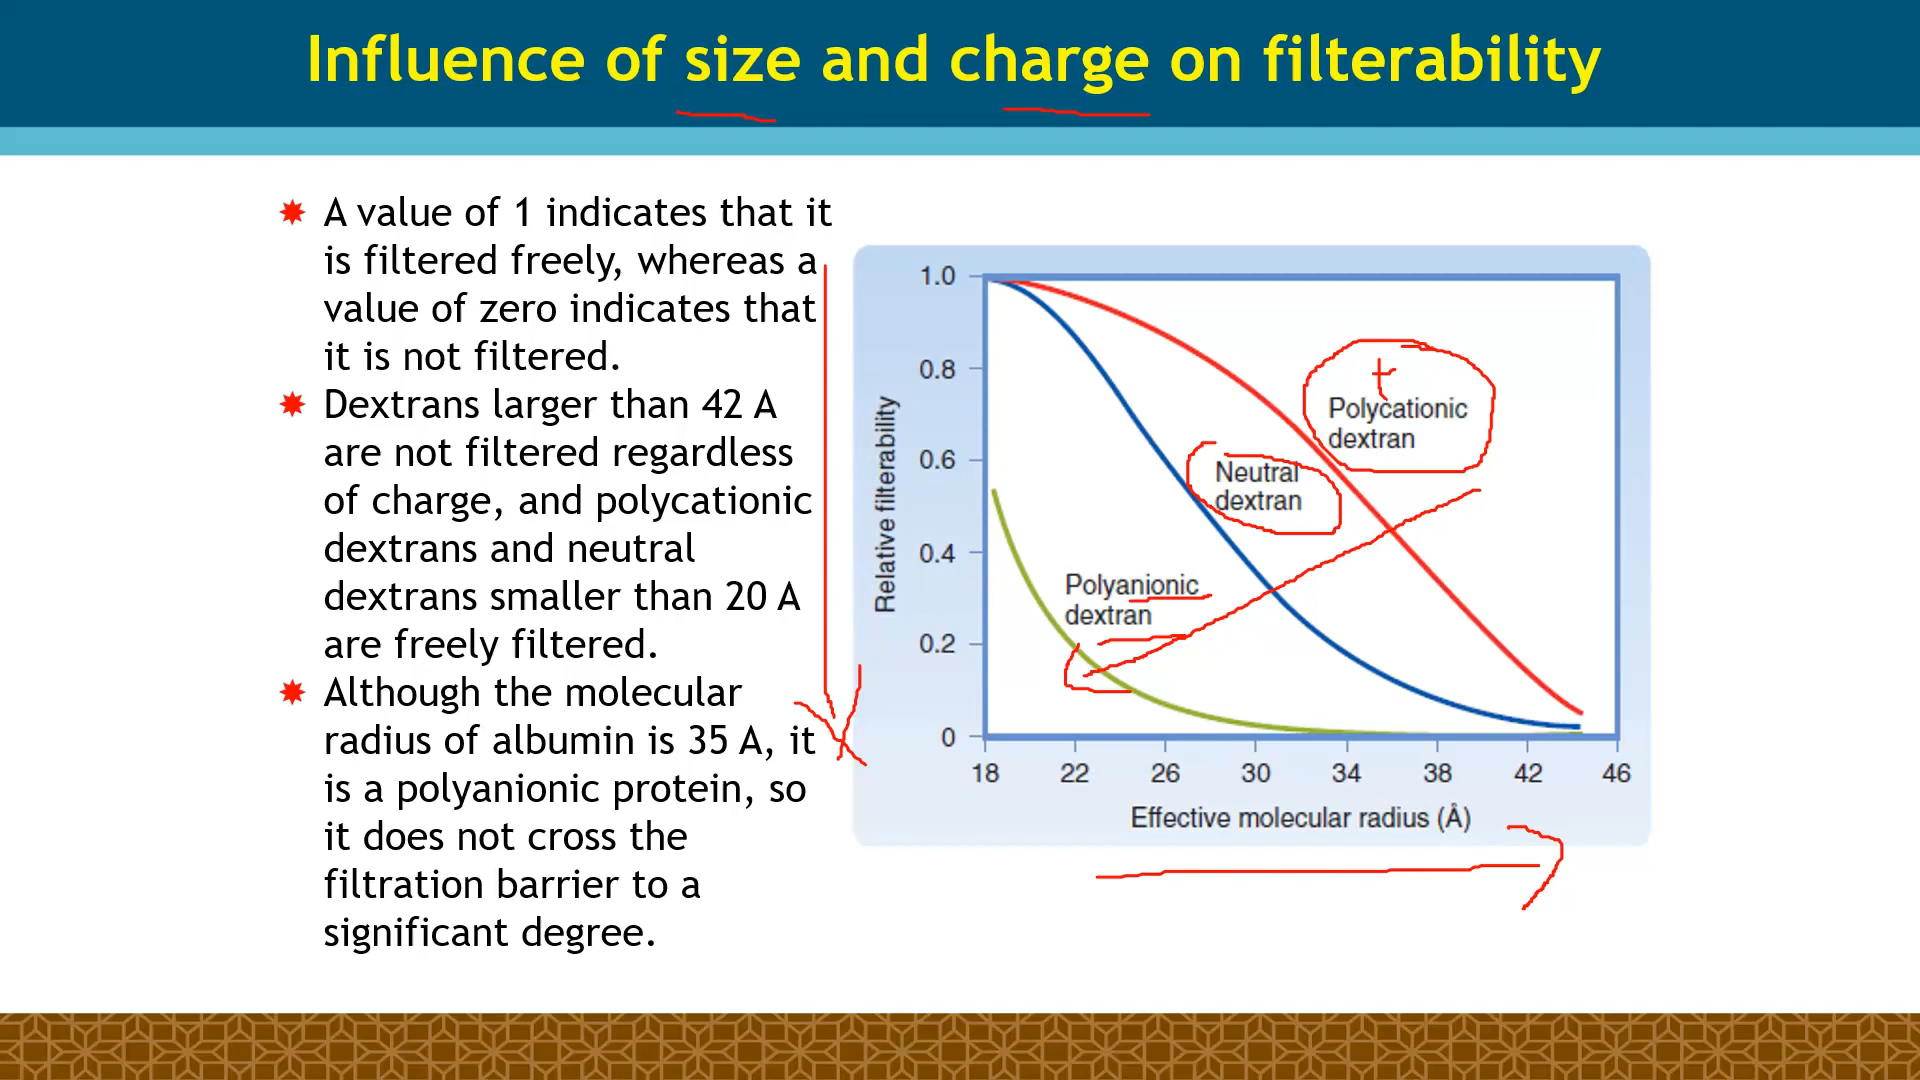 Influence of size and charge on filterability
A value of 1 indicates that it
is filtered freely, whereas a
value of zero indicates that
it is not filtered.
Dextrans larger than 42 A
are not filtered regardless
of charge, and polycationic
dextrans and neutral
dextrans smaller than 20 A
are freely filtered.
Although the molecular
radius of albumin is 35 A, it
is a polyanionic protein, so
it does not cross the
filtration barrier to a
significant degree.
Relative filterability
1.0
0.8
0.6
0.4
0.2
0
+
Polycationic
dextran
Neutral
dextran
Polyanionic
dextran
18 22 26 30 34 38 42 46
Effective molecular radius (Å)